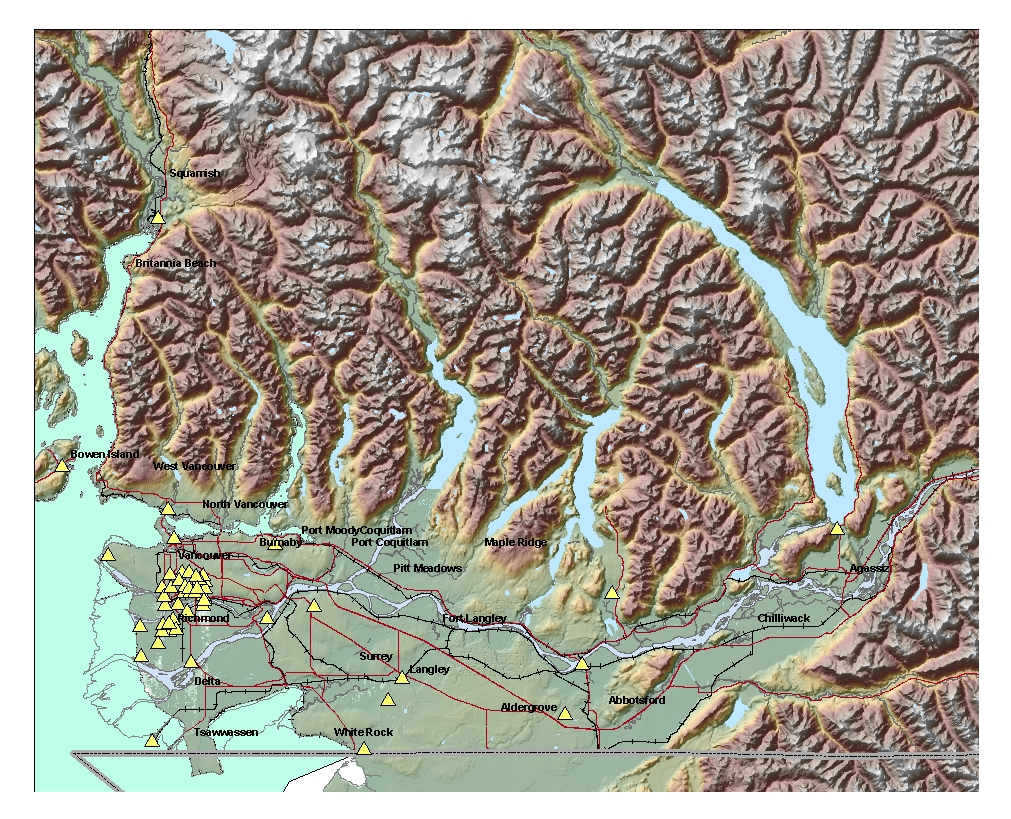 Squamish
Britannia Beach
Bowen Island
West Vancouver
North Vancouver
Port Moody
Coquitlam
Burnaby
Port Coquitlam
Maple Ridge
Vancouver
Pitt Meadows
Agassiz
Richmond
Fort Langley
Chilliwack
Surrey
Langley
Delta
Abbotsford
Aldergrove
Tsawwassen
White Rock